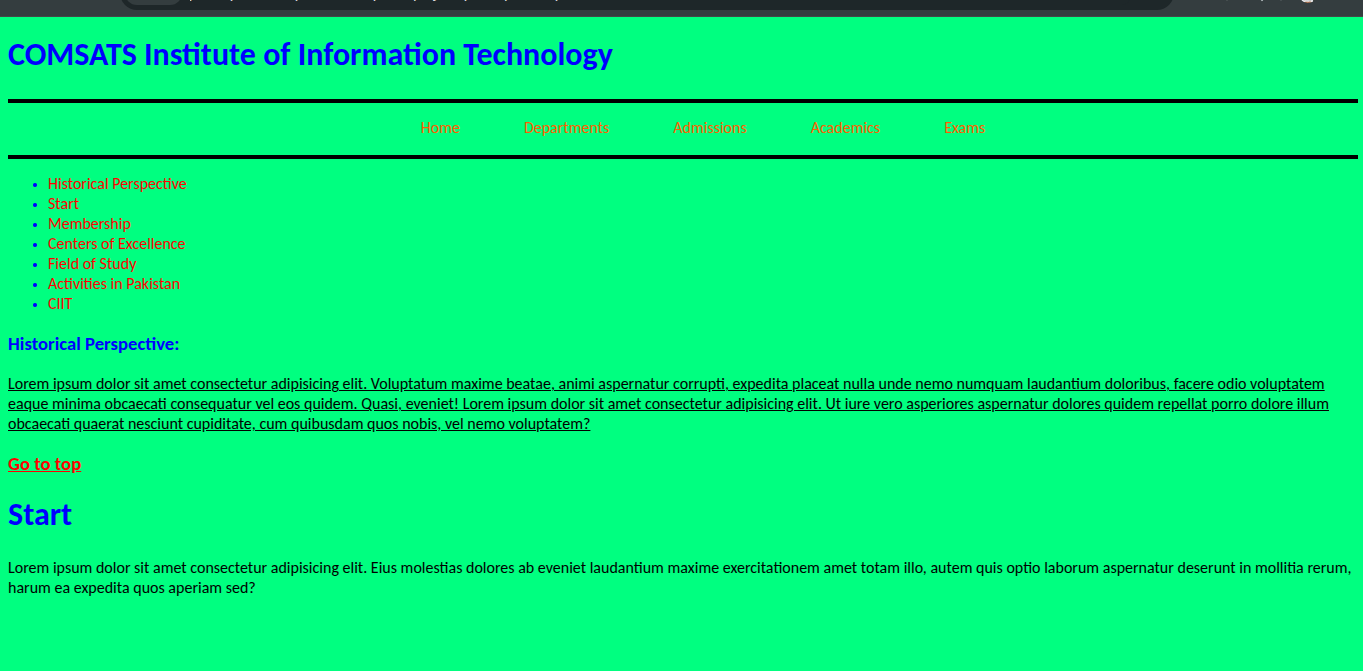 COMSATS Institute of Information Technology
Home Departments Admissions Academics Exams
Historical Perspective
Start
Membership
Centers of Excellence
Field of Study
Activities in Pakistan
CIIT
Historical Perspective:
Lorem ipsum dolor sit amet consectetur adipisicing elit. Voluptatum maxime beatae, animi aspernatur corrupti, expedita placeat nulla unde nemo numquam laudantium doloribus, facere odio voluptatem
eaque minima obcaecati consequatur vel eos quidem. Quasi, eveniet! Lorem ipsum dolor sit amet consectetur adipisicing elit. Ut iure vero asperiores aspernatur dolores quidem repellat porro dolore illum
obcaecati quaerat nesciunt cupiditate, cum quibusdam quos nobis, vel nemo voluptatem?
Go to top
Start
Lorem ipsum dolor sit amet consectetur adipisicing elit. Eius molestias dolores ab eveniet laudantium maxime exercitationem amet totam illo, autem quis optio laborum aspernatur deserunt in mollitia rerum,
harum ea expedita quos aperiam sed?